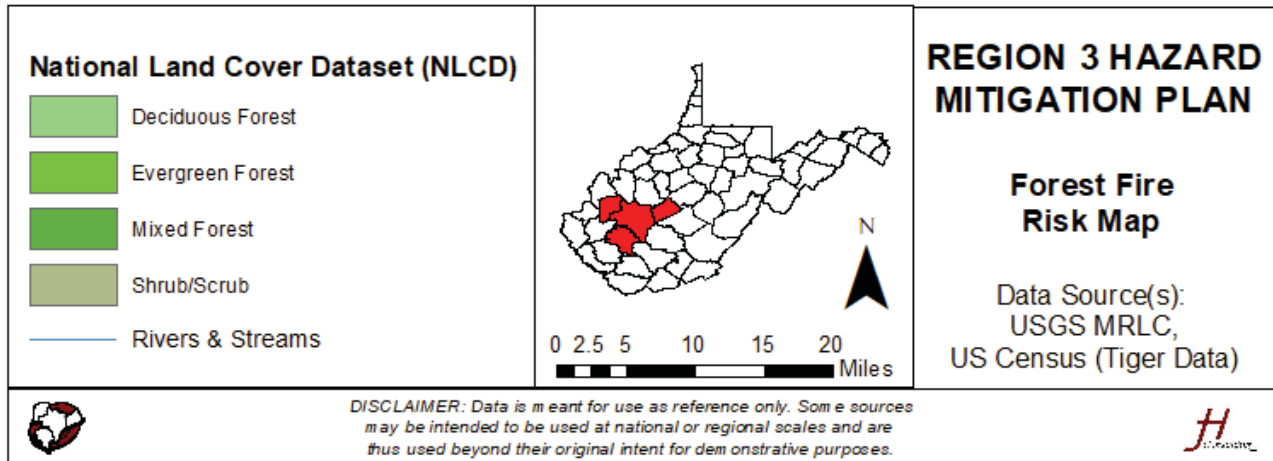 National Land Cover Dataset (NLCD)
Deciduous Forest
Evergreen Forest
Mixed Forest
Shrub/Scrub
Rivers & Streams
N
0 2.5 5 10 15 20
Miles
REGION 3 HAZARD
MITIGATION PLAN
Forest Fire
Risk Map
Data Source(s):
USGS MRLC,
US Census (Tiger Data)
DISCLAIMER: Data is meant for use as reference only. Some sources
may be intended to be used at national or regional scales and are
thus used beyond their original intent for demonstrative purposes.
JH
Consulting